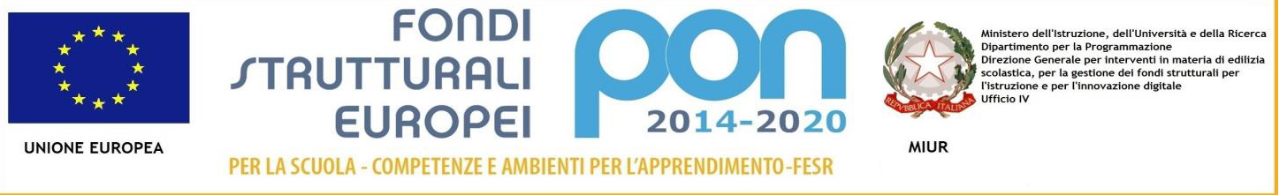 UNIONE EUROPEA
FONDI
STRUTTURALI
EUROPEI
pon
2014-2020
PER LA SCUOLA - COMPETENZE E AMBIENTI PER L'APPRENDIMENTO-FESR
REPVBBLICA ITALIANA
MIUR
Ministero dell'Istruzione, dell'Università e della Ricerca
Dipartimento per la Programmazione
Direzione Generale per interventi in materia di edilizia
scolastica, per la gestione dei fondi strutturali per
l'istruzione e per l'innovazione digitale
Ufficio IV